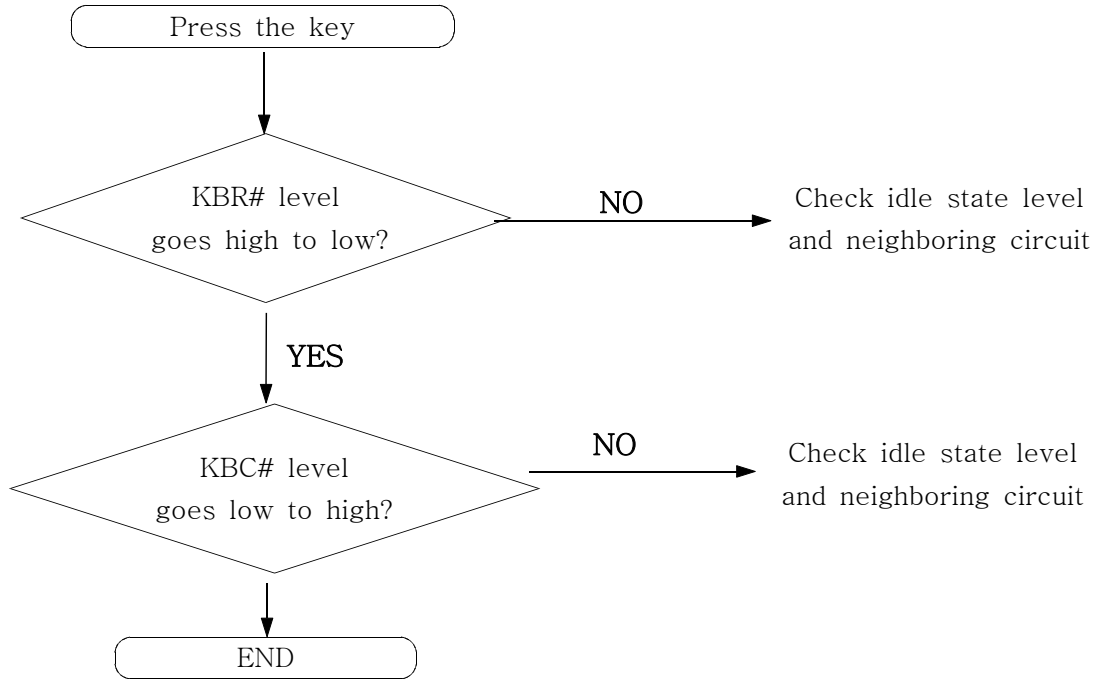 Press the key
KBR# level
goes high to low?
NO
Check idle state level
and neighboring circuit
YES
KBC# level
goes low to high?
NO
Check idle state level
and neighboring circuit
END